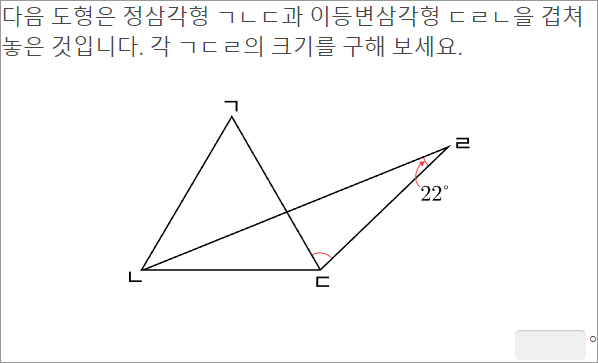 다음 도형은 정삼각형 ㄱㄴㄷ과 이등변삼각형 ㄷㄹㄴ을 겹쳐
놓은 것입니다. 각 ㄱㄷㄹ의 크기를 구해 보세요.
ㄱ
ㄹ
22°
ㄴ
ㄷ
°